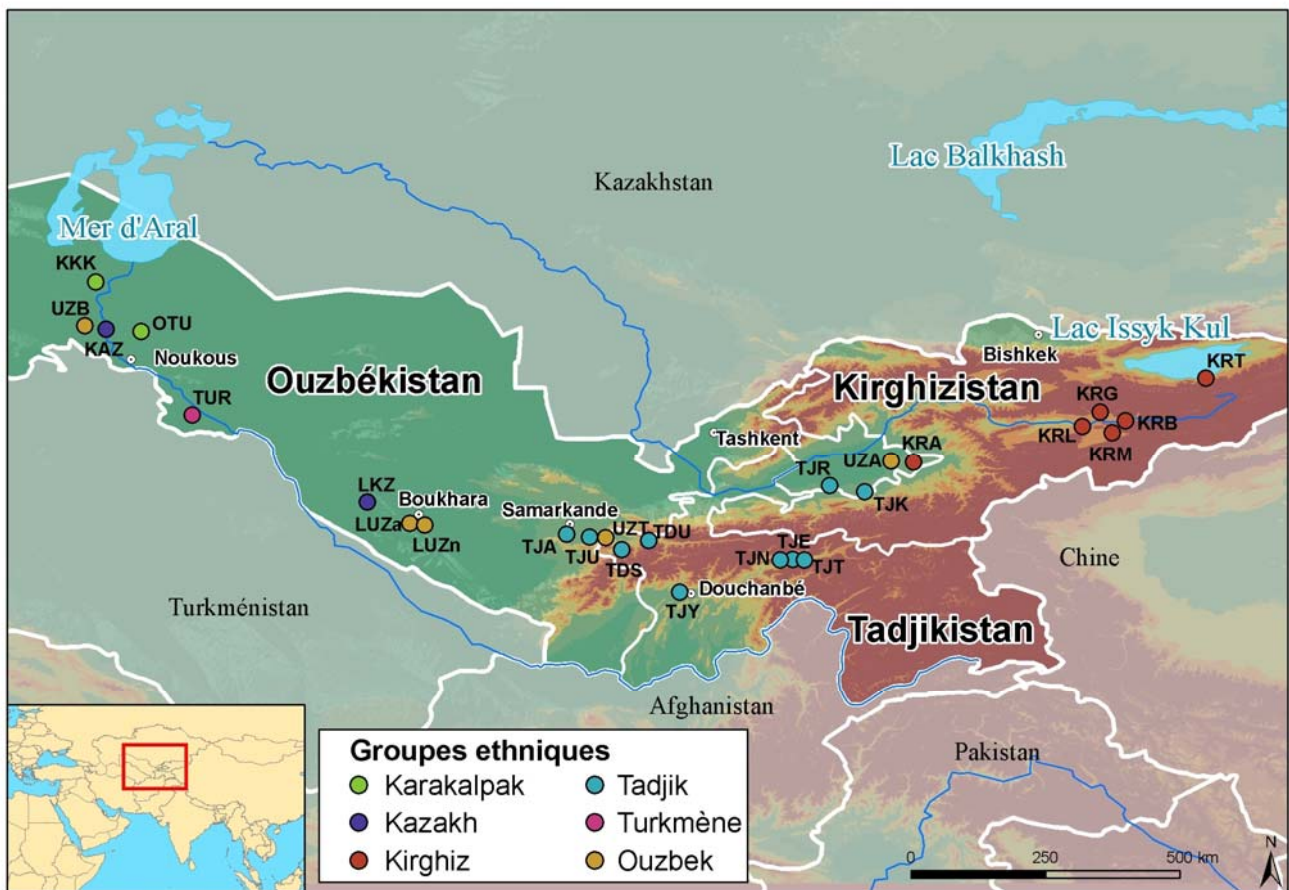 Lac Balkhash
Kazakhstan
Mer d'Aral
KKK
UZB
OTU
KAZ
Noukous
Lac Issyk Kul
Bishkek
KRT
Ouzbékistan
Kirghizistan
TUR
KRG
KRB
KRL
KRM
Tashkent
UZA
KRA
TJR
TJK
LKZ
Boukhara
Samarkande
LUZa
LUZn
TJA
TJU
UZT
TDU
TDS
TJE
TJN
TJT
Chine
Douchanbé
TJY
Turkménistan
Tadjikistan
Afghanistan
Pakistan
Groupes ethniques
Karakalpak
Tadjik
Kazakh
Turkmène
Kirghiz
Ouzbek
N
0 250 500 km